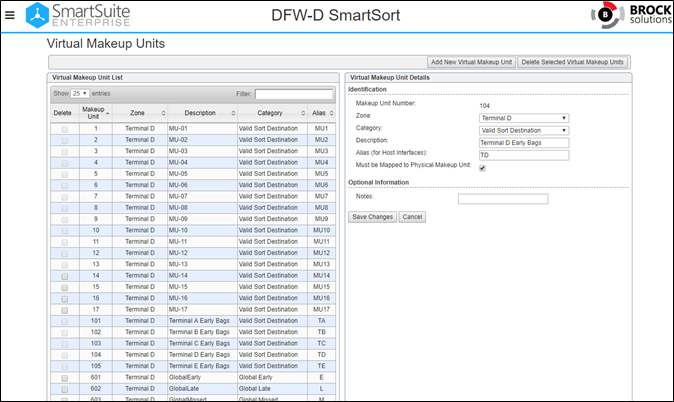 SmartSuite
ENTERPRISE
DFW-D SmartSort
B
BROCK
solutions
Virtual Makeup Units
Add New Virtual Makeup Unit
Delete Selected Virtual Makeup Units
Virtual Makeup Unit List
Show 25 entries
Filter:
Delete Makeup Unit Zone Description Category Alias
1 Terminal D MU-01 Valid Sort Destination MU1
2 Terminal D MU-02 Valid Sort Destination MU2
3 Terminal D MU-03 Valid Sort Destination MU3
4 Terminal D MU-04 Valid Sort Destination MU4
5 Terminal D MU-05 Valid Sort Destination MU5
6 Terminal D MU-06 Valid Sort Destination MU6
7 Terminal D MU-07 Valid Sort Destination MU7
8 Terminal D MU-08 Valid Sort Destination MU8
9 Terminal D MU-09 Valid Sort Destination MU9
10 Terminal D MU-10 Valid Sort Destination MU10
11 Terminal D MU-11 Valid Sort Destination MU11
12 Terminal D MU-12 Valid Sort Destination MU12
13 Terminal D MU-13 Valid Sort Destination MU13
14 Terminal D MU-14 Valid Sort Destination MU14
15 Terminal D MU-15 Valid Sort Destination MU15
16 Terminal D MU-16 Valid Sort Destination MU16
17 Terminal D MU-17 Valid Sort Destination MU17
101 Terminal D Terminal A Early Bags Valid Sort Destination TA
102 Terminal D Terminal B Early Bags Valid Sort Destination TB
103 Terminal D Terminal C Early Bags Valid Sort Destination TC
104 Terminal D Terminal D Early Bags Valid Sort Destination TD
105 Terminal D Terminal E Early Bags Valid Sort Destination TE
601 Terminal D GlobalEarly Global Early E
602 Terminal D GlobalLate Global Late L
603 Terminal D GlobalMissed Global Missed M
Virtual Makeup Unit Details
Identification
Makeup Unit Number: 104
Zone: Terminal D
Category: Valid Sort Destination
Description: Terminal D Early Bags
Alias (for Host Interfaces): TD
Must be Mapped to Physical Makeup Unit:
Optional Information
Notes:
Save Changes
Cancel